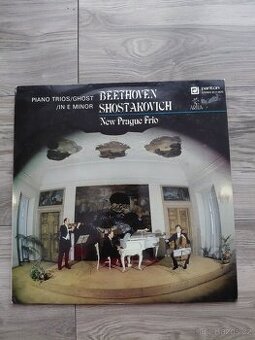 PIANO TRIOS/GHOST
/IN E MINOR
BEETHOVEN
SHOSTAKOVICH
New Prague Trio
panton